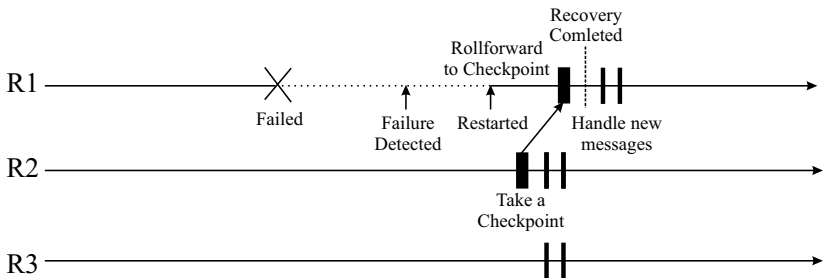 Recovery
Comleted
Rollforward
to Checkpoint
R1
Failed
Failure
Detected
Restarted
Handle new
messages
R2
Take a
Checkpoint
R3